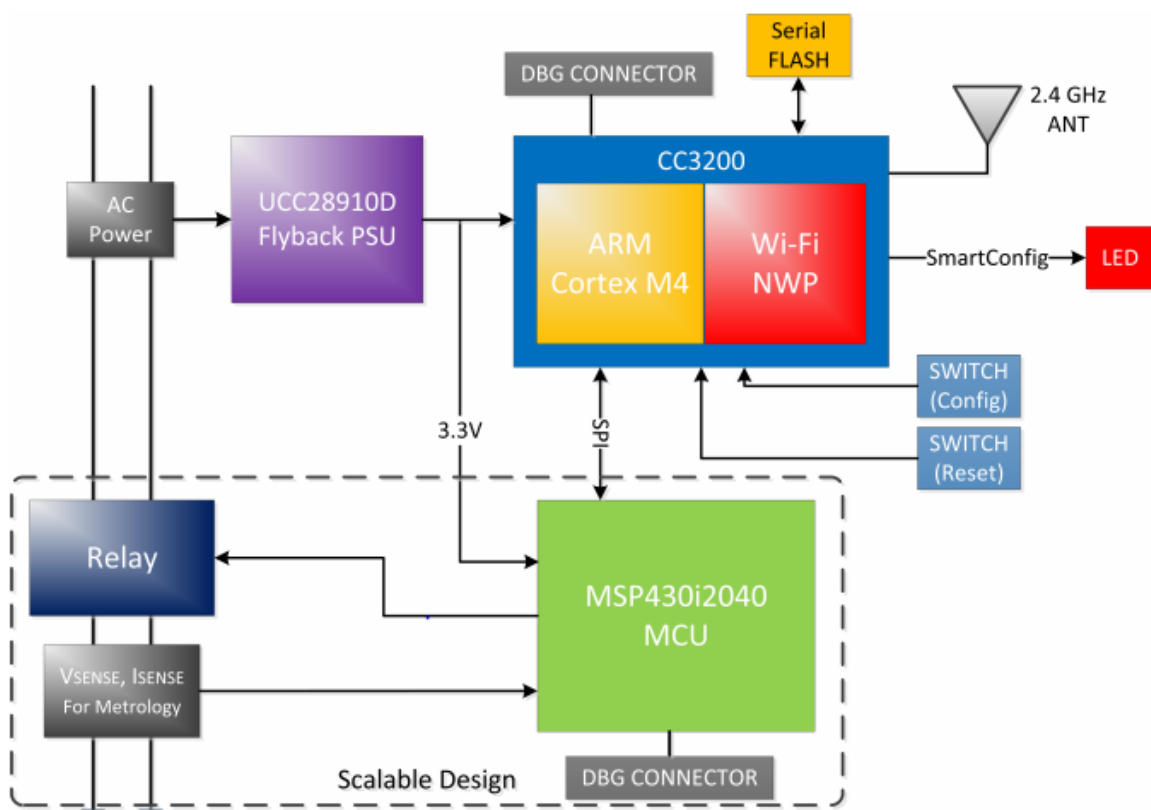 Serial
FLASH
DBG CONNECTOR
2.4 GHz
ANT
CC3200
AC
Power
UCC28910D
Flyback PSU
ARM
Cortex M4
Wi-Fi
NWP
SmartConfig
LED
SWITCH
(Config)
3.3V
SPI
SWITCH
(Reset)
Relay
MSP430i2040
MCU
VSENSE, ISENSE
For Metrology
Scalable Design
DBG CONNECTOR